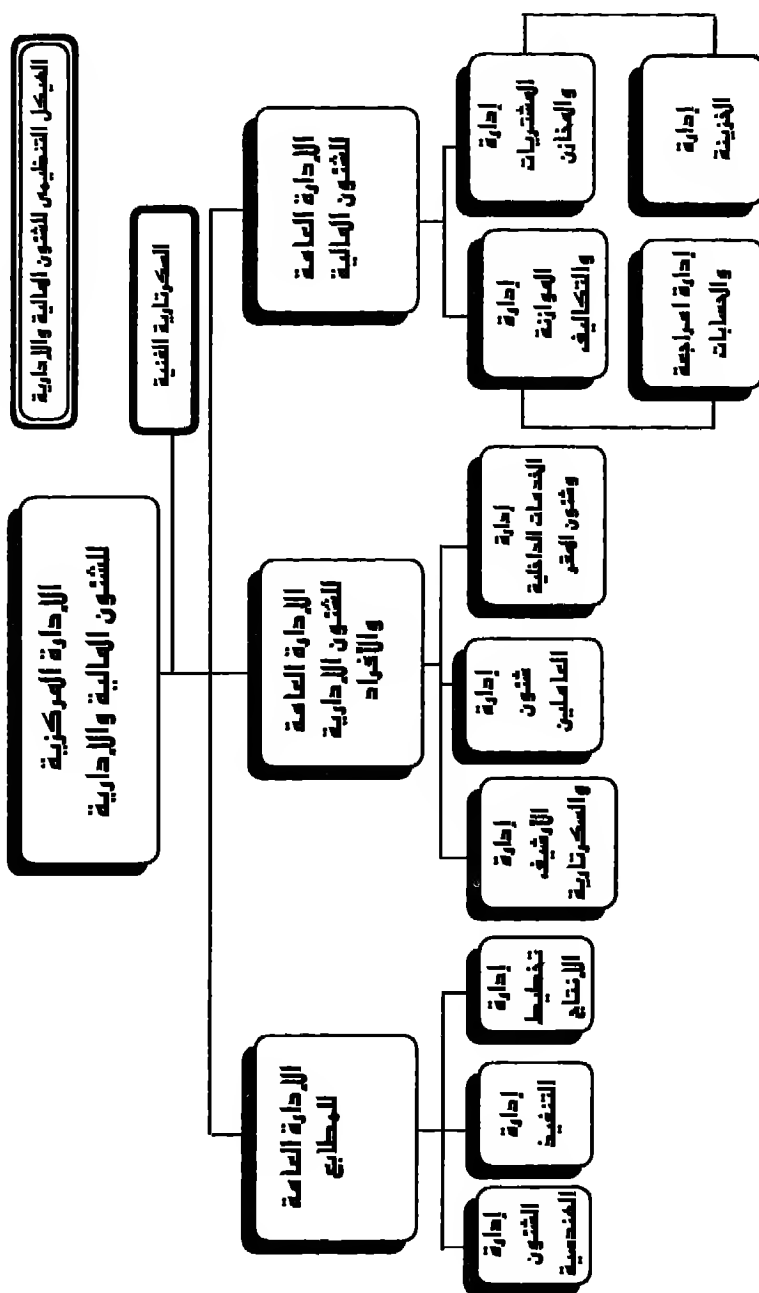 الهيكل التنظيمى للشئون المالية والإدارية
الإدارة المركزية
للشئون المالية والإدارية
السكرتارية الفنية
الإدارة العامة
للشئون المالية
إدارة
المشتريات
والمخازن
إدارة
الموازنة
والتكاليف
إدارة
الخزينة
إدارة المراجعة
والحسابات
الإدارة العامة
للشئون الإدارية
والأفراد
إدارة
الخدمات الداخلية
وشئون المقر
إدارة
شئون
العاملين
إدارة
الأرشيف
والسكرتارية
الإدارة العامة
للمطابع
إدارة
تخطيط
الإنتاج
إدارة
التنفيذ
إدارة
الشئون
الهندسية